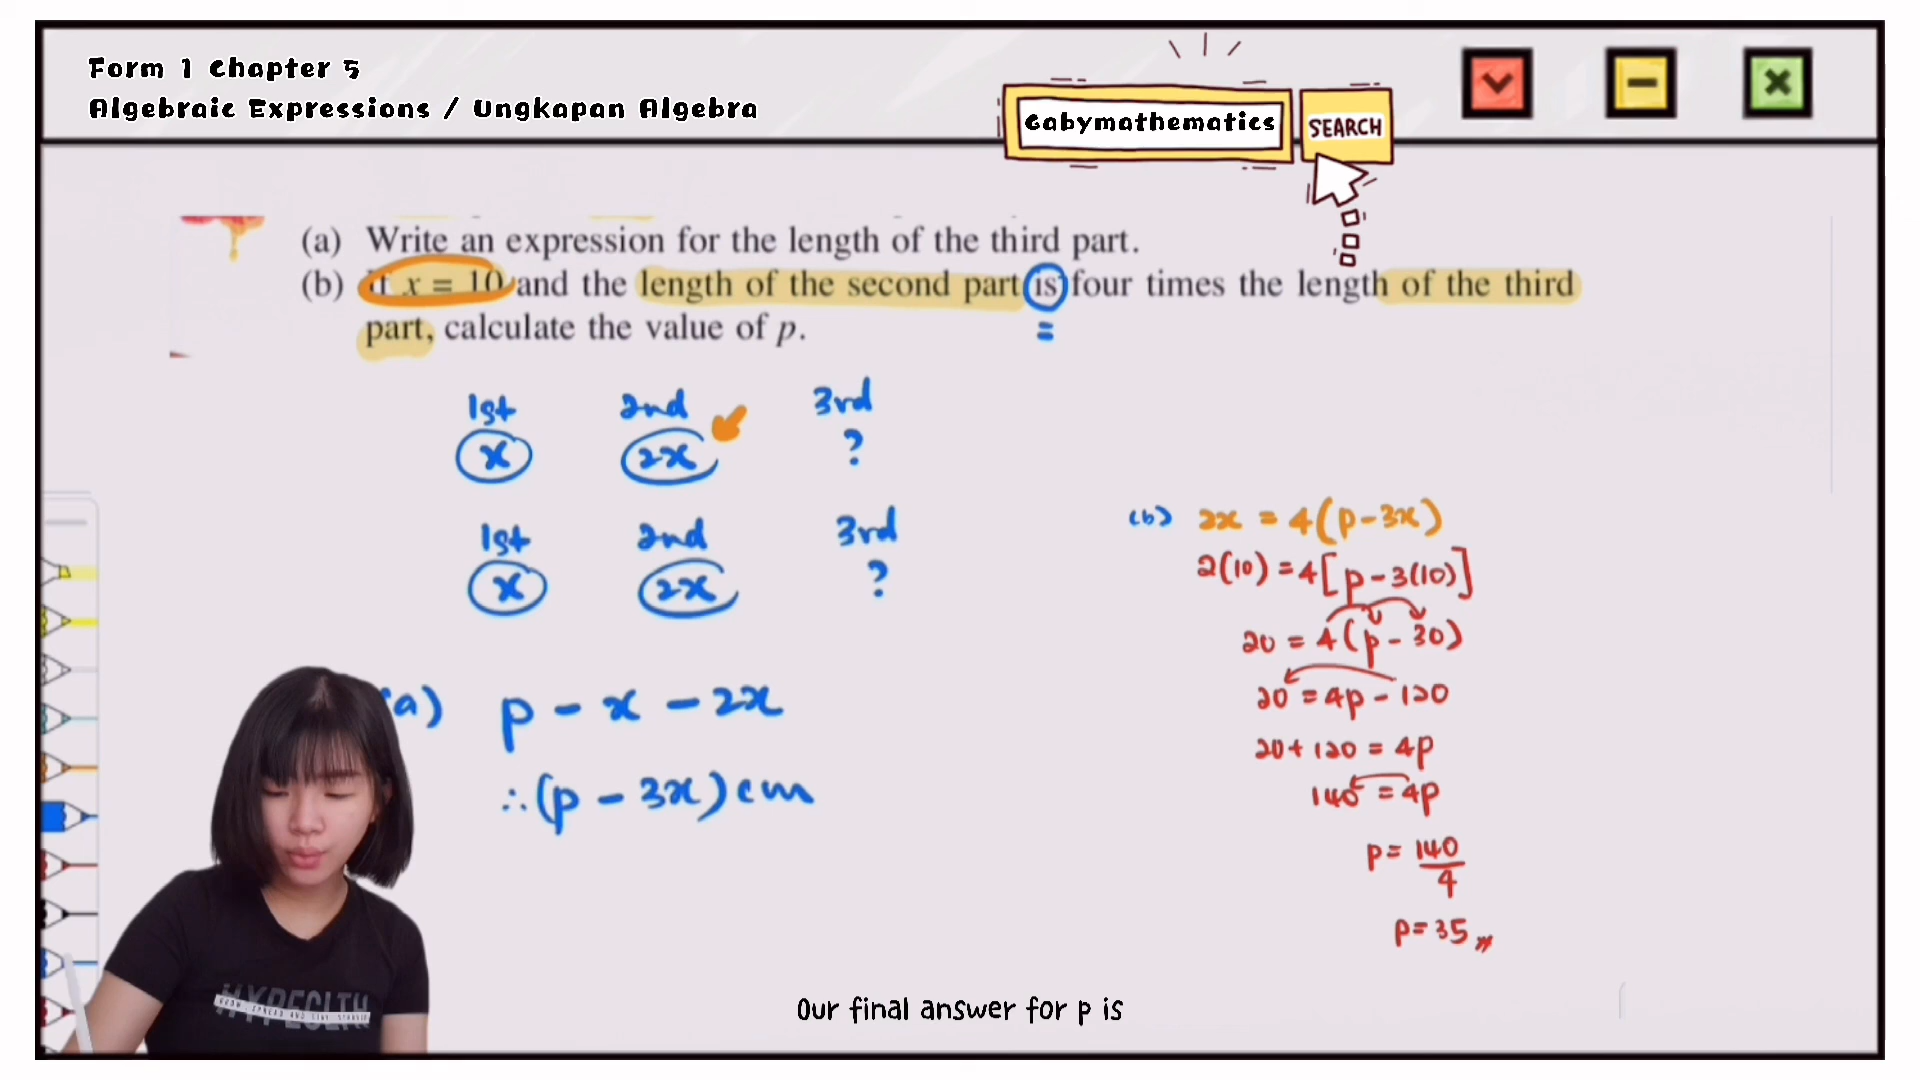 Form 1 Chapter 5
Algebraic Expressions / Ungkapan Algebra
Gabymathematics
SEARCH
(a) Write an expression for the length of the third part.
(b) If x = 10 and the length of the second part is four times the length of the third
part, calculate the value of p.
=
1st 2nd 3rd
x 2x ?
1st 2nd 3rd
x 2x ?
(a) p - x - 2x
∴ (p - 3x) cm
(b) 2x = 4(p-3x)
2(10) = 4[p-3(10)]
20 = 4(p-30)
20 = 4p - 120
20 + 120 = 4p
140 = 4p
p = 140/4
p = 35
Our final answer for p is